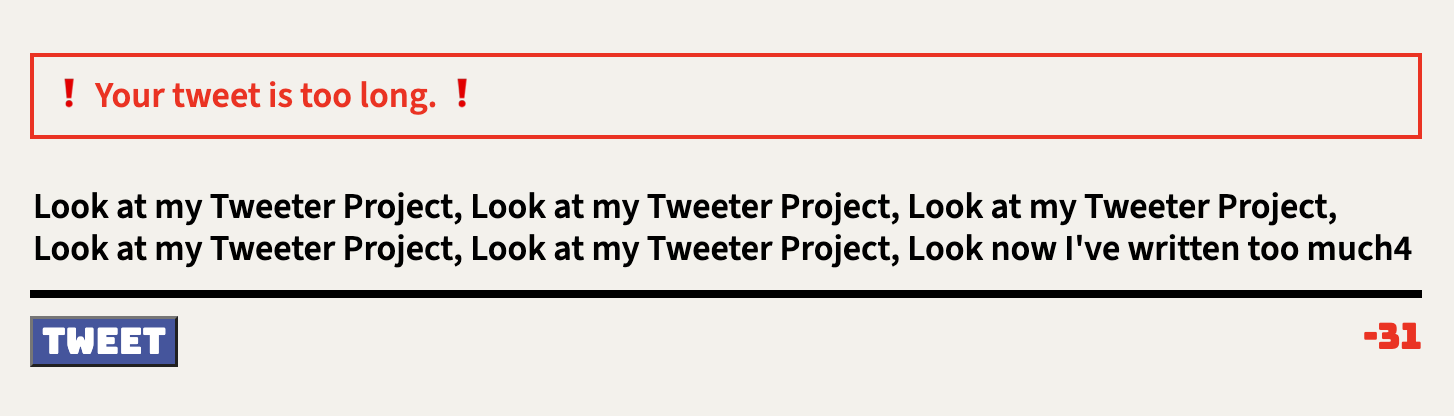 ❗ Your tweet is too long. ❗
Look at my Tweeter Project, Look at my Tweeter Project, Look at my Tweeter Project,
Look at my Tweeter Project, Look at my Tweeter Project, Look now I've written too much4
TWEET
-31